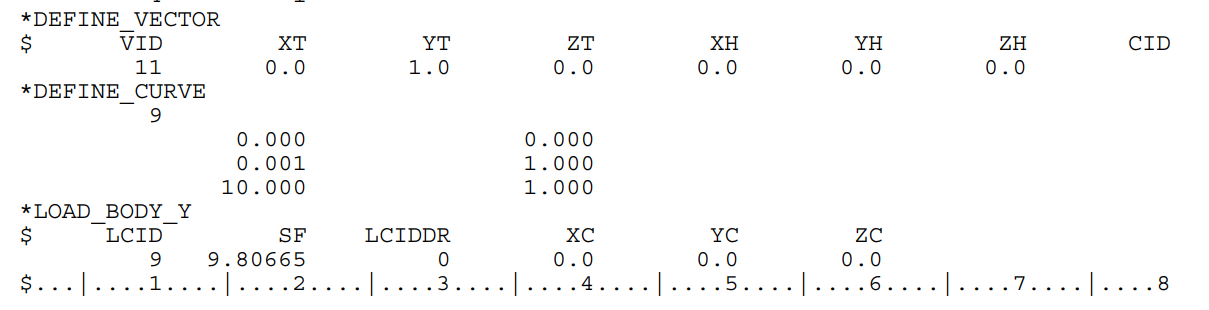 *DEFINE_VECTOR
$       VID        XT        YT        ZT        XH        YH        ZH       CID
         11       0.0       1.0       0.0       0.0       0.0       0.0
*DEFINE_CURVE
         9
               0.000               0.000
               0.001               1.000
              10.000               1.000
*LOAD_BODY_Y
$     LCID        SF    LCIDDR        XC        YC        ZC
         9   9.80665         0       0.0       0.0       0.0
$...|....1....|....2....|....3....|....4....|....5....|....6....|....7....|....8